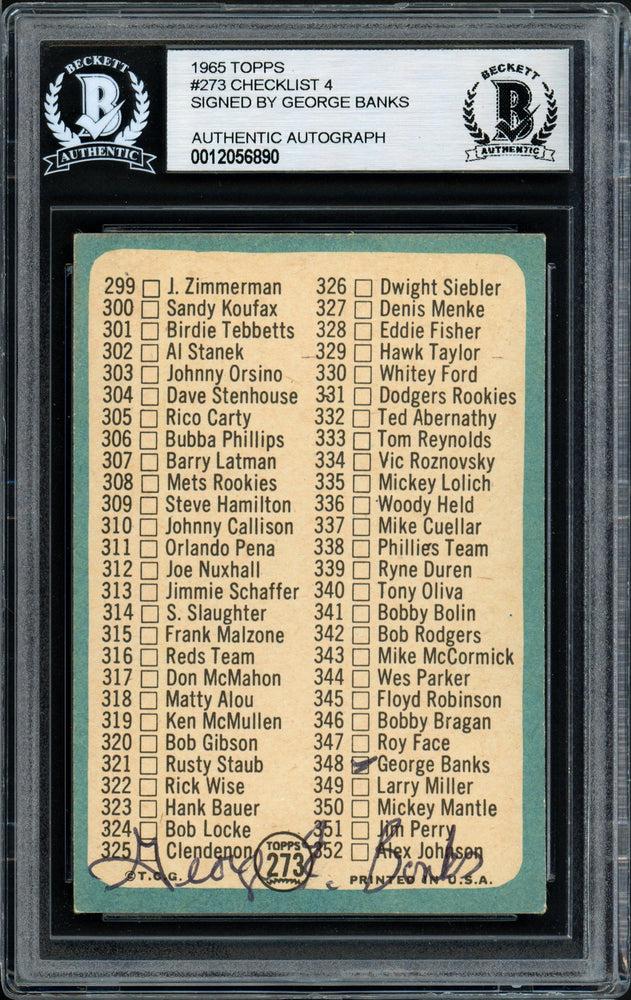 BECKETT
B
AUTHENTIC
1965 TOPPS
#273 CHECKLIST 4
SIGNED BY GEORGE BANKS
AUTHENTIC AUTOGRAPH
0012056890
BECKETT
B
AUTHENTIC
299 J. Zimmerman
300 Sandy Koufax
301 Birdie Tebbetts
302 Al Stanek
303 Johnny Orsino
304 Dave Stenhouse
305 Rico Carty
306 Bubba Phillips
307 Barry Latman
308 Mets Rookies
309 Steve Hamilton
310 Johnny Callison
311 Orlando Pena
312 Joe Nuxhall
313 Jimmie Schaffer
314 S. Slaughter
315 Frank Malzone
316 Reds Team
317 Don McMahon
318 Matty Alou
319 Ken McMullen
320 Bob Gibson
321 Rusty Staub
322 Rick Wise
323 Hank Bauer
324 Bob Locke
325 Clendenon
326 Dwight Siebler
327 Denis Menke
328 Eddie Fisher
329 Hawk Taylor
330 Whitey Ford
331 Dodgers Rookies
332 Ted Abernathy
333 Tom Reynolds
334 Vic Roznovsky
335 Mickey Lolich
336 Woody Held
337 Mike Cuellar
338 Phillies Team
339 Ryne Duren
340 Tony Oliva
341 Bobby Bolin
342 Bob Rodgers
343 Mike McCormick
344 Wes Parker
345 Floyd Robinson
346 Bobby Bragan
347 Roy Face
348 George Banks
349 Larry Miller
350 Mickey Mantle
351 Jim Perry
352 Alex Johnson
George E. Banks
©T.C.G.
TOPPS
273
PRINTED IN U.S.A.